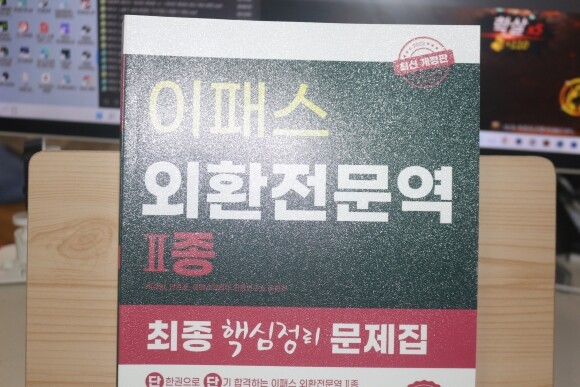 최신 개정판
이패스
외환전문역
Ⅱ종
최종 핵심정리 문제집
단 한권으로 단기 합격하는 이패스 외환전문역 Ⅱ종
학살